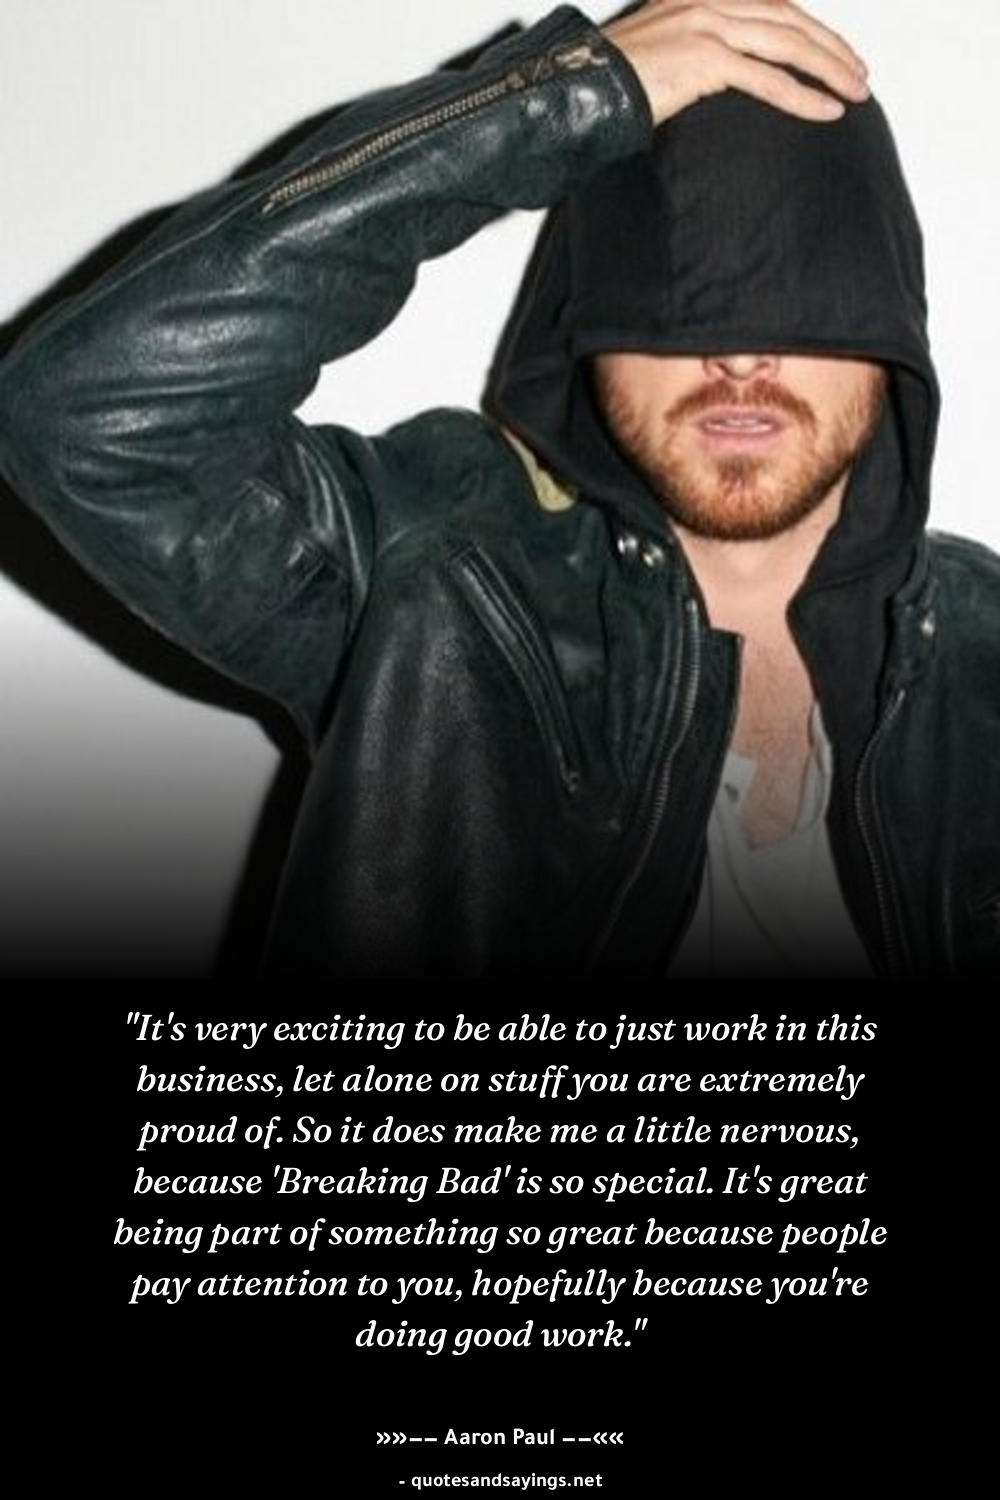 "It's very exciting to be able to just work in this
business, let alone on stuff you are extremely
proud of. So it does make me a little nervous,
because 'Breaking Bad' is so special. It's great
being part of something so great because people
pay attention to you, hopefully because you're
doing good work."
»»–– Aaron Paul ––««
- quotesandsayings.net